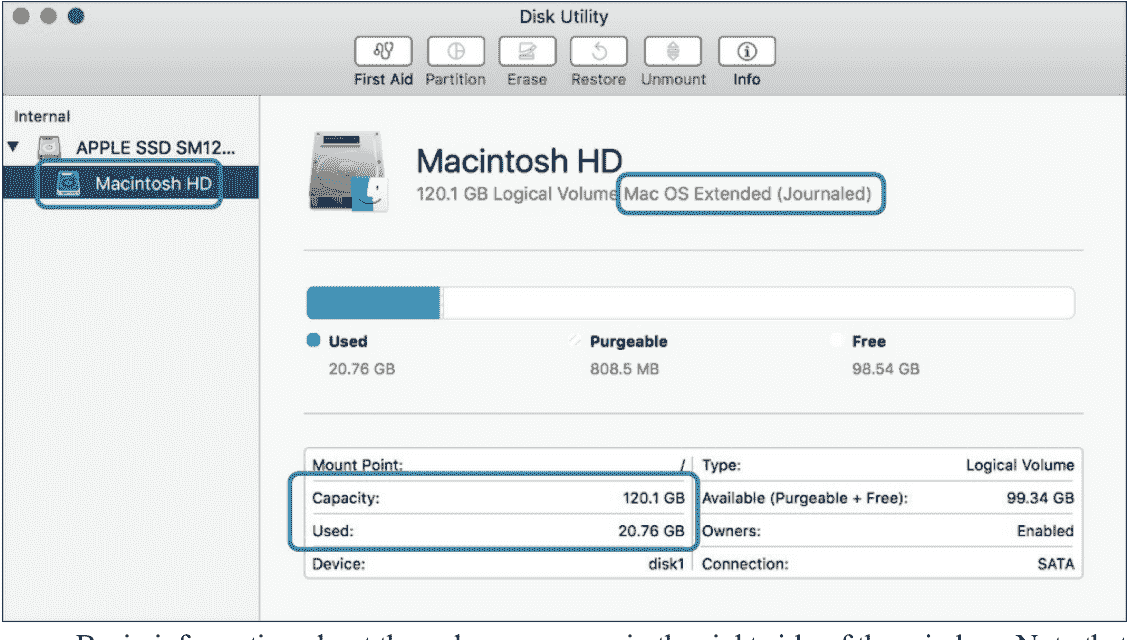 Disk Utility
First Aid Partition Erase Restore Unmount Info
Internal
APPLE SSD SM12...
Macintosh HD
Macintosh HD
120.1 GB Logical Volume Mac OS Extended (Journaled)
Used Purgeable Free
20.76 GB 808.5 MB 98.54 GB
Mount Point: / Type: Logical Volume
Capacity: 120.1 GB Available (Purgeable + Free): 99.34 GB
Used: 20.76 GB Owners: Enabled
Device: disk1 Connection: SATA